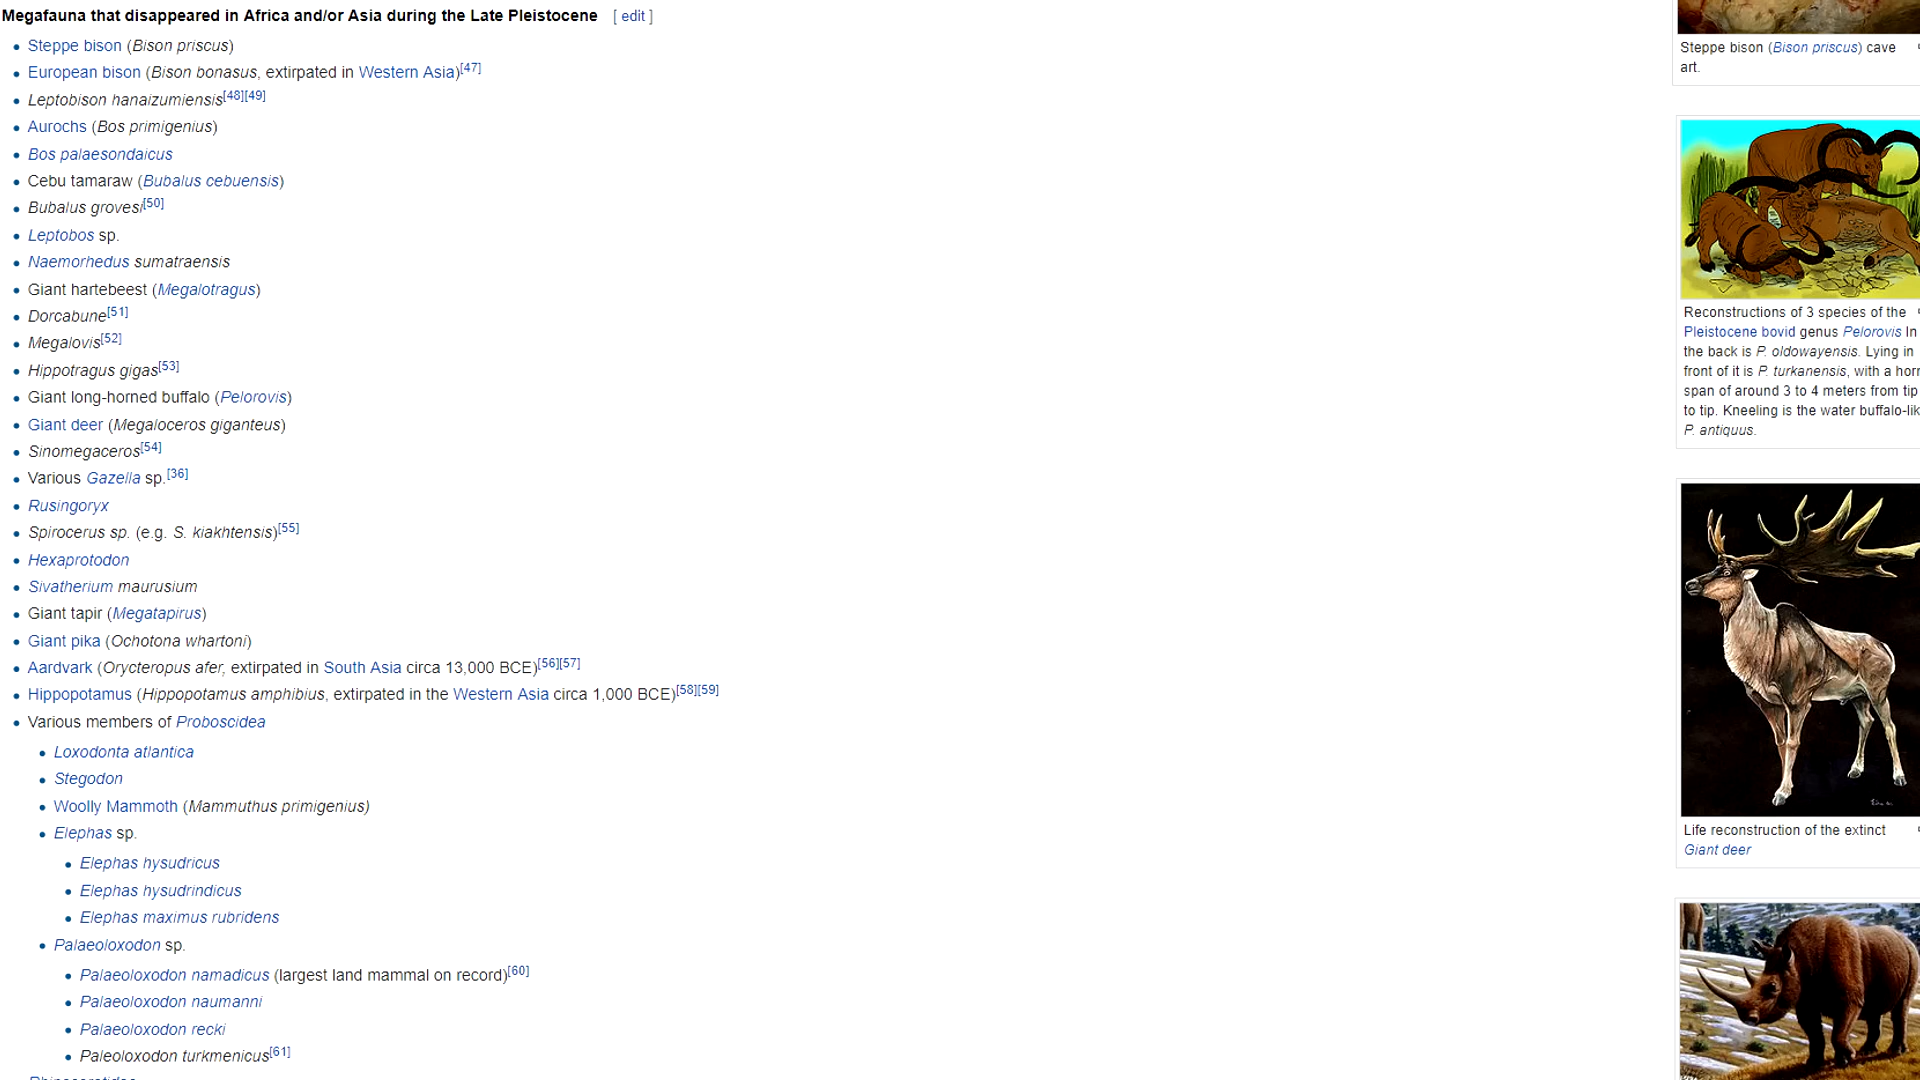 Megafauna that disappeared in Africa and/or Asia during the Late Pleistocene [ edit ]
Steppe bison (Bison priscus)
European bison (Bison bonasus, extirpated in Western Asia)[47]
Leptobison hanaizumiensis[48][49]
Aurochs (Bos primigenius)
Bos palaesondaicus
Cebu tamaraw (Bubalus cebuensis)
Bubalus grovesi[50]
Leptobos sp.
Naemorhedus sumatraensis
Giant hartebeest (Megalotragus)
Dorcabune[51]
Megalovis[52]
Hippotragus gigas[53]
Giant long-horned buffalo (Pelorovis)
Giant deer (Megaloceros giganteus)
Sinomegaceros[54]
Various Gazella sp.[36]
Rusingoryx
Spirocerus sp. (e.g. S. kiakhtensis)[55]
Hexaprotodon
Sivatherium maurusium
Giant tapir (Megatapirus)
Giant pika (Ochotona whartoni)
Aardvark (Orycteropus afer, extirpated in South Asia circa 13,000 BCE)[56][57]
Hippopotamus (Hippopotamus amphibius, extirpated in the Western Asia circa 1,000 BCE)[58][59]
Various members of Proboscidea
Loxodonta atlantica
Stegodon
Woolly Mammoth (Mammuthus primigenius)
Elephas sp.
Elephas hysudricus
Elephas hysudrindicus
Elephas maximus rubridens
Palaeoloxodon sp.
Palaeoloxodon namadicus (largest land mammal on record)[60]
Palaeoloxodon naumanni
Palaeoloxodon recki
Paleoloxodon turkmenicus[61]
Steppe bison (Bison priscus) cave
art.
Reconstructions of 3 species of the
Pleistocene bovid genus Pelorovis In
the back is P. oldowayensis. Lying in
front of it is P. turkanensis, with a horn
span of around 3 to 4 meters from tip
to tip. Kneeling is the water buffalo-lik
P. antiquus.
Life reconstruction of the extinct
Giant deer